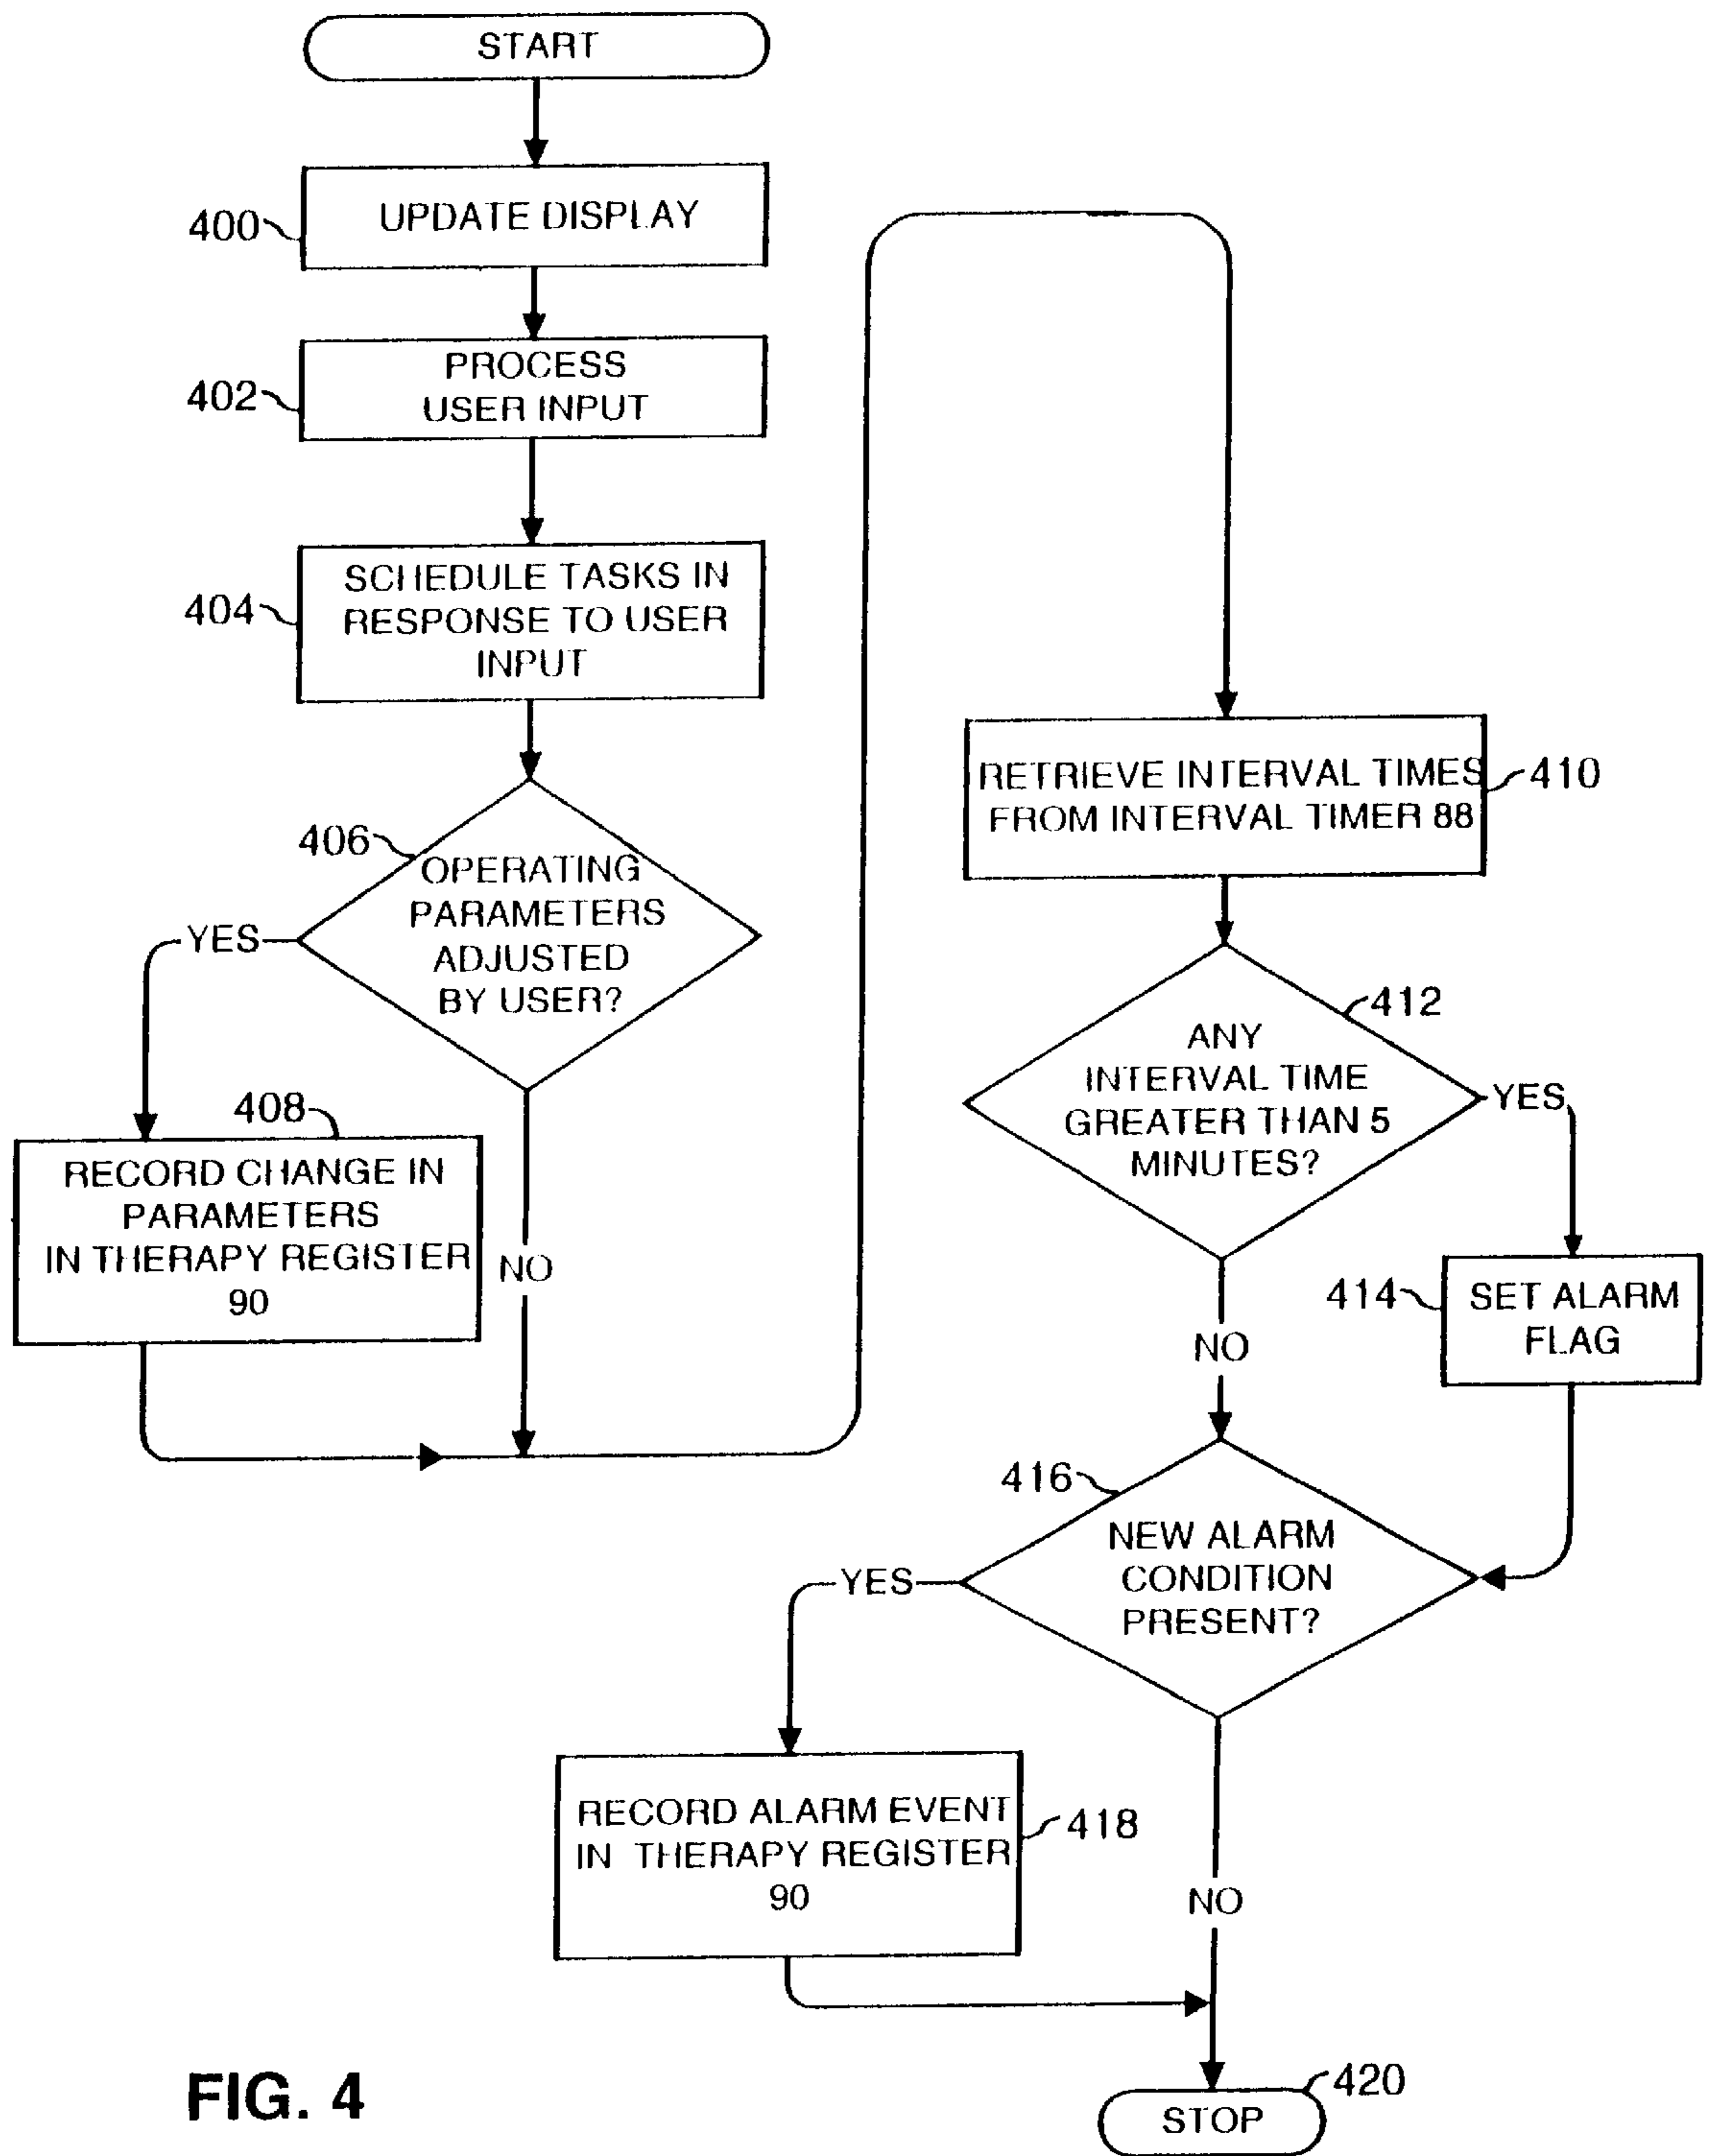 START
400
UPDATE DISPLAY
402
PROCESS
USER INPUT
404
SCHEDULE TASKS IN
RESPONSE TO USER
INPUT
406
OPERATING
PARAMETERS
ADJUSTED
BY USER?
YES
NO
408
RECORD CHANGE IN
PARAMETERS
IN THERAPY REGISTER
90
RETRIEVE INTERVAL TIMES
FROM INTERVAL TIMER 88
410
412
ANY
INTERVAL TIME
GREATER THAN 5
MINUTES?
YES
NO
414
SET ALARM
FLAG
416
NEW ALARM
CONDITION
PRESENT?
YES
NO
RECORD ALARM EVENT
IN THERAPY REGISTER
90
418
420
STOP
FIG. 4